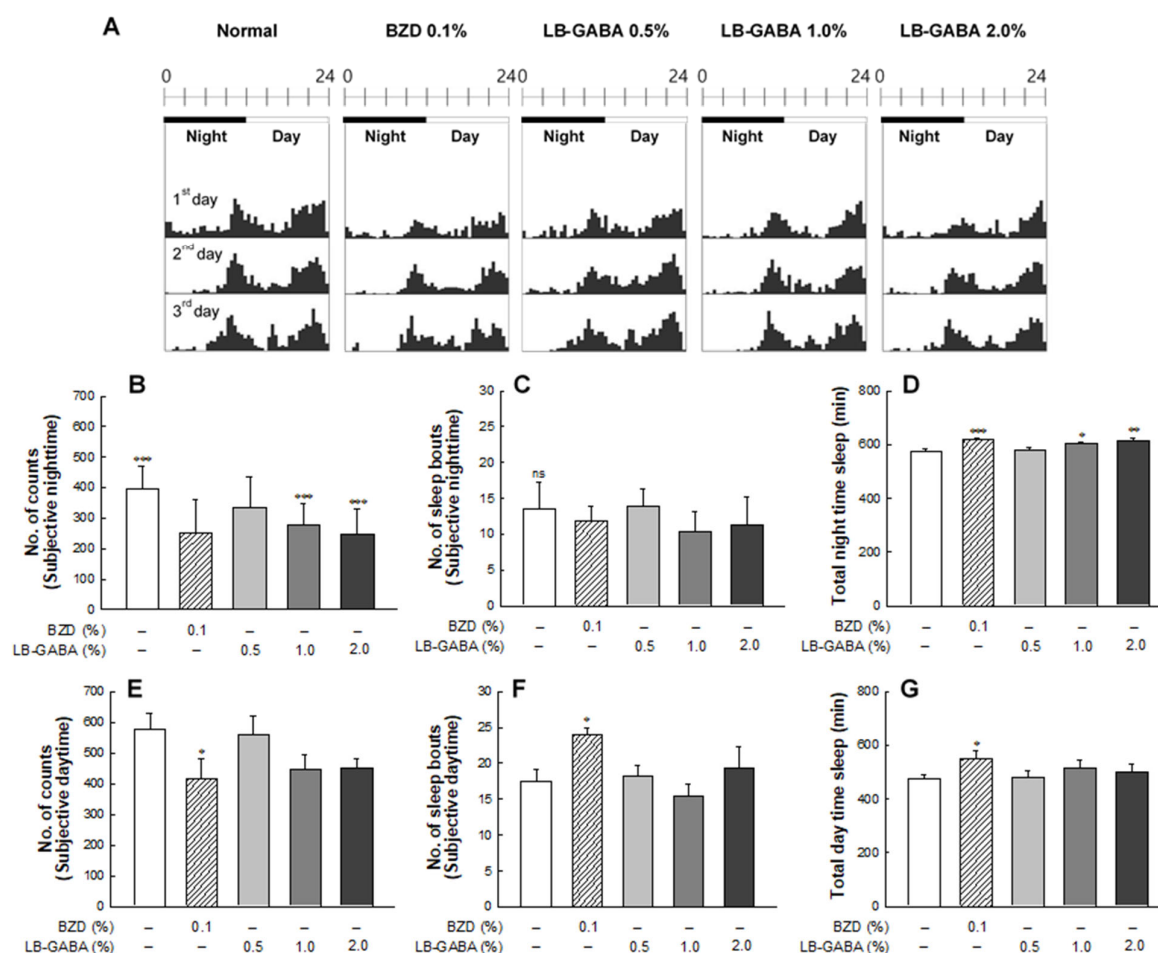 A
Normal BZD 0.1% LB-GABA 0.5% LB-GABA 1.0% LB-GABA 2.0%
0 24 0 24 0 24 0 24 0 24
Night Day Night Day Night Day Night Day Night Day
1st day
2nd day
3rd day
B
No. of counts
(Subjective nighttime)
700
600
500
400
300
200
100
0
*** *** ***
BZD (%) – 0.1 – – –
LB-GABA (%) – – 0.5 1.0 2.0
C
No. of sleep bouts
(Subjective nighttime)
30
25
20
15
10
5
0
ns
BZD (%) – 0.1 – – –
LB-GABA (%) – – 0.5 1.0 2.0
D
Total night time sleep (min)
800
600
400
200
0
*** * **
BZD (%) – 0.1 – – –
LB-GABA (%) – – 0.5 1.0 2.0
E
No. of counts
(Subjective daytime)
700
600
500
400
300
200
100
0
*
BZD (%) – 0.1 – – –
LB-GABA (%) – – 0.5 1.0 2.0
F
No. of sleep bouts
(Subjective daytime)
30
25
20
15
10
5
0
*
BZD (%) – 0.1 – – –
LB-GABA (%) – – 0.5 1.0 2.0
G
Total day time sleep (min)
800
600
400
200
0
*
BZD (%) – 0.1 – – –
LB-GABA (%) – – 0.5 1.0 2.0